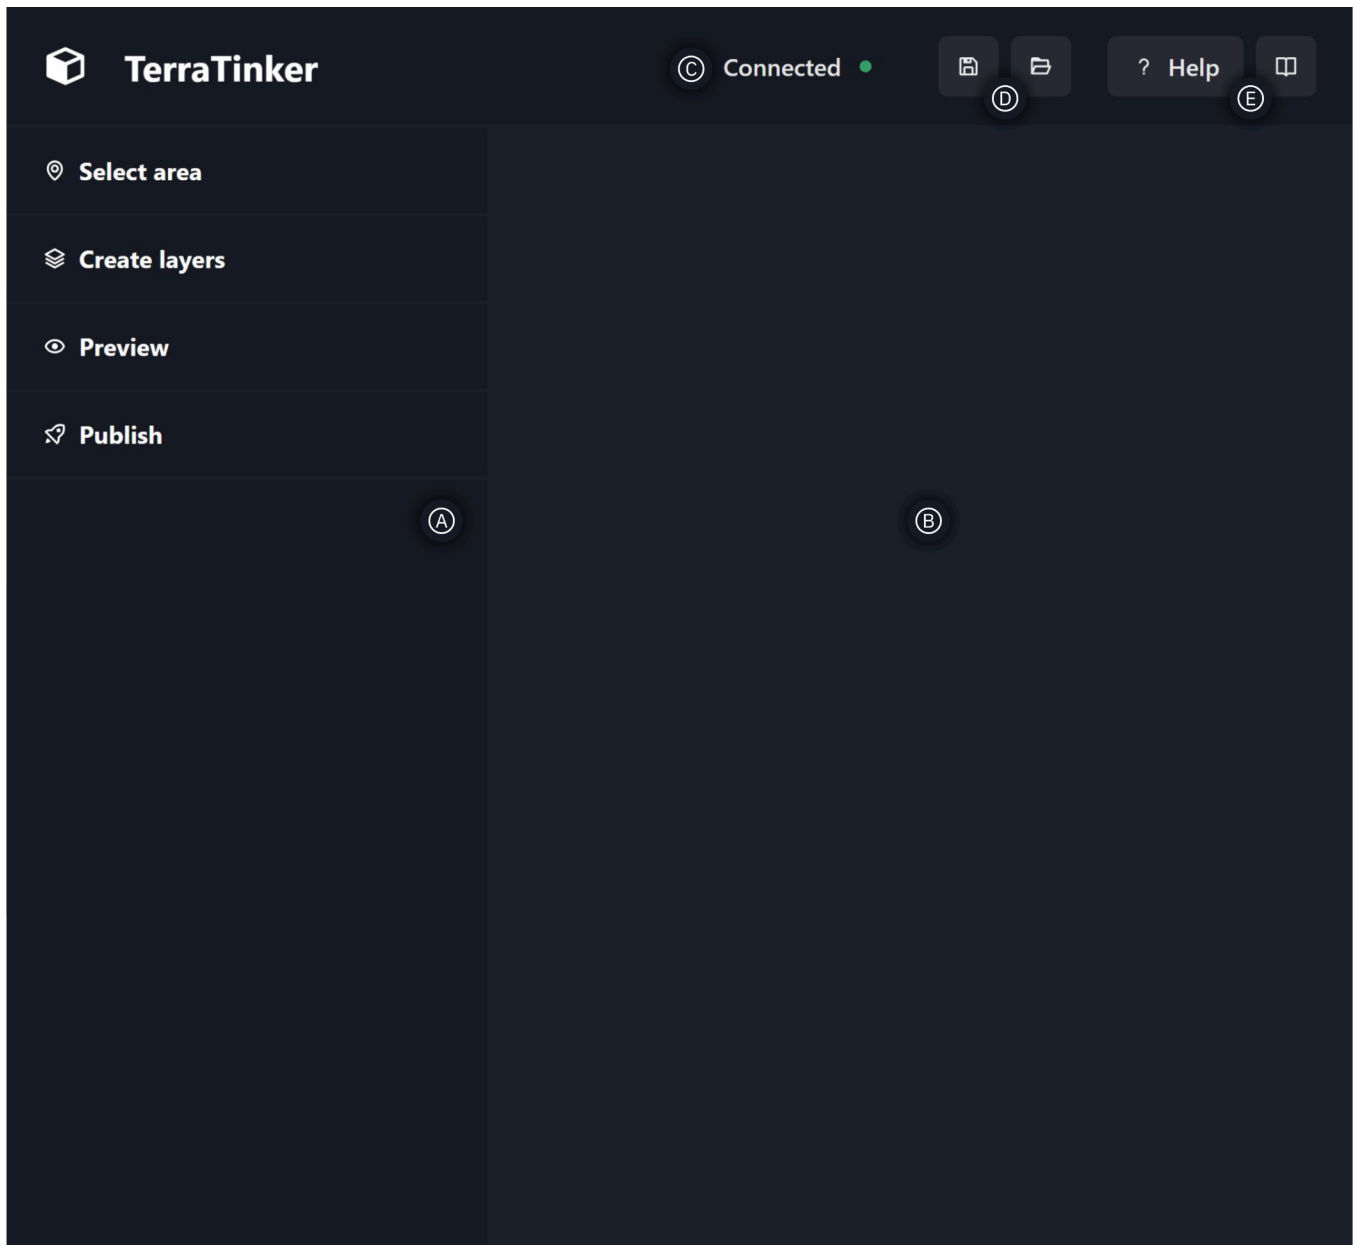 TerraTinker
Ⓒ Connected
Ⓓ
? Help
Ⓔ
Select area
Create layers
Preview
Publish
Ⓐ
Ⓑ